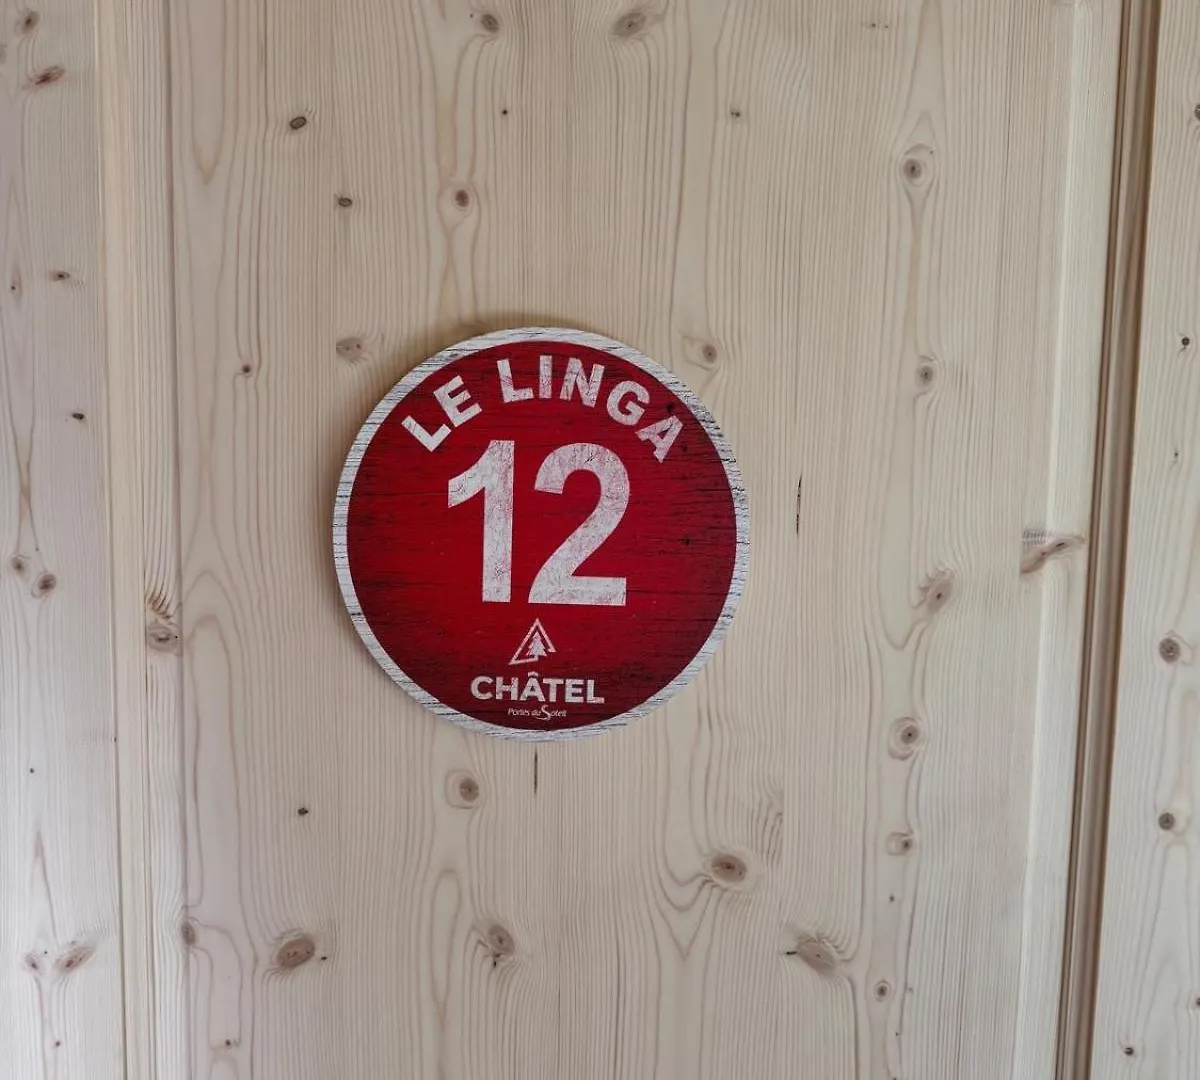 LE LINGA
12
CHÂTEL
Portes du Soleil